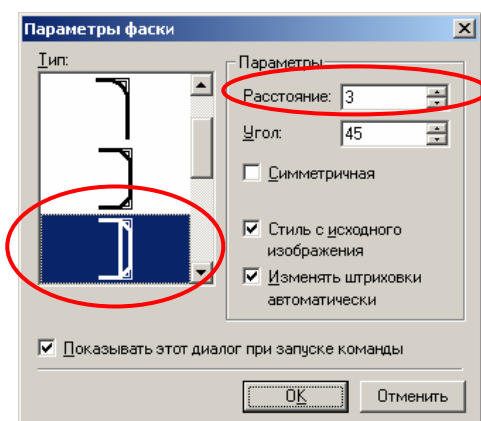 Параметры фаски
Тип:
Параметры
Расстояние: 3
Угол: 45
Симметричная
Стиль с исходного
изображения
Изменять штриховки
автоматически
Показывать этот диалог при запуске команды
OK
Отменить